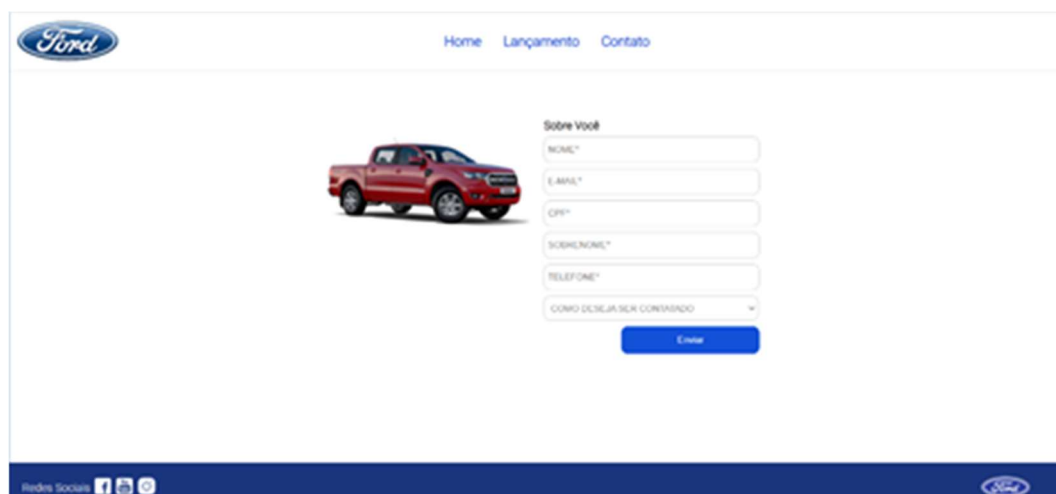 Ford
Home Lançamento Contato
Sobre Você
NOME*
E-MAIL*
CPF*
SOBRENOME*
TELEFONE*
COMO DESEJA SER CONTATADO
Enviar
Redes Sociais
Ford